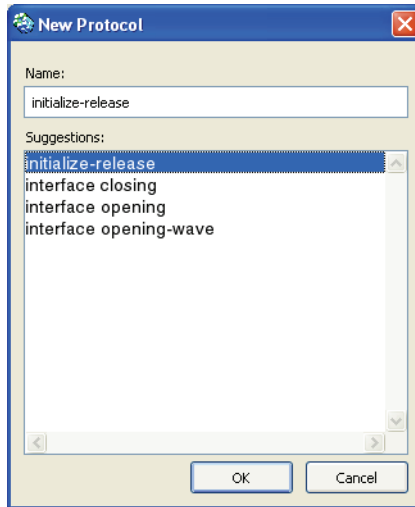 New Protocol
Name:
initialize-release
Suggestions:
initialize-release
interface closing
interface opening
interface opening-wave
OK
Cancel